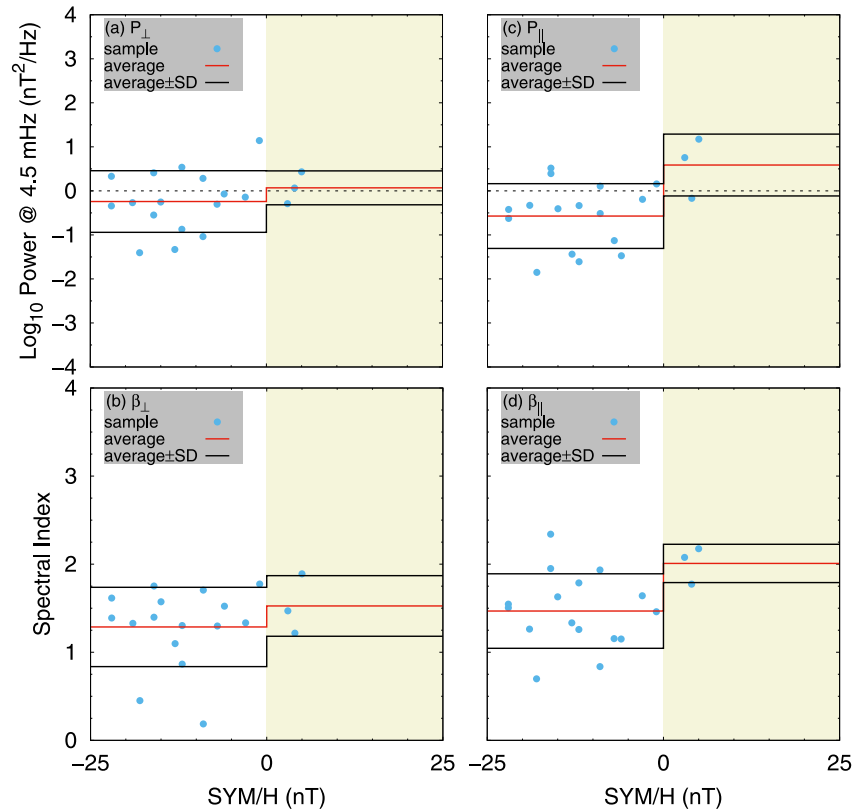 (a) P⊥
sample
average
average±SD
(c) P∥
sample
average
average±SD
Log10 Power @ 4.5 mHz (nT²/Hz)
4
3
2
1
0
−1
−2
−3
−4
(b) β⊥
sample
average
average±SD
(d) β∥
sample
average
average±SD
Spectral Index
4
3
2
1
0
−25 0 25
−25 0 25
SYM/H (nT)
SYM/H (nT)